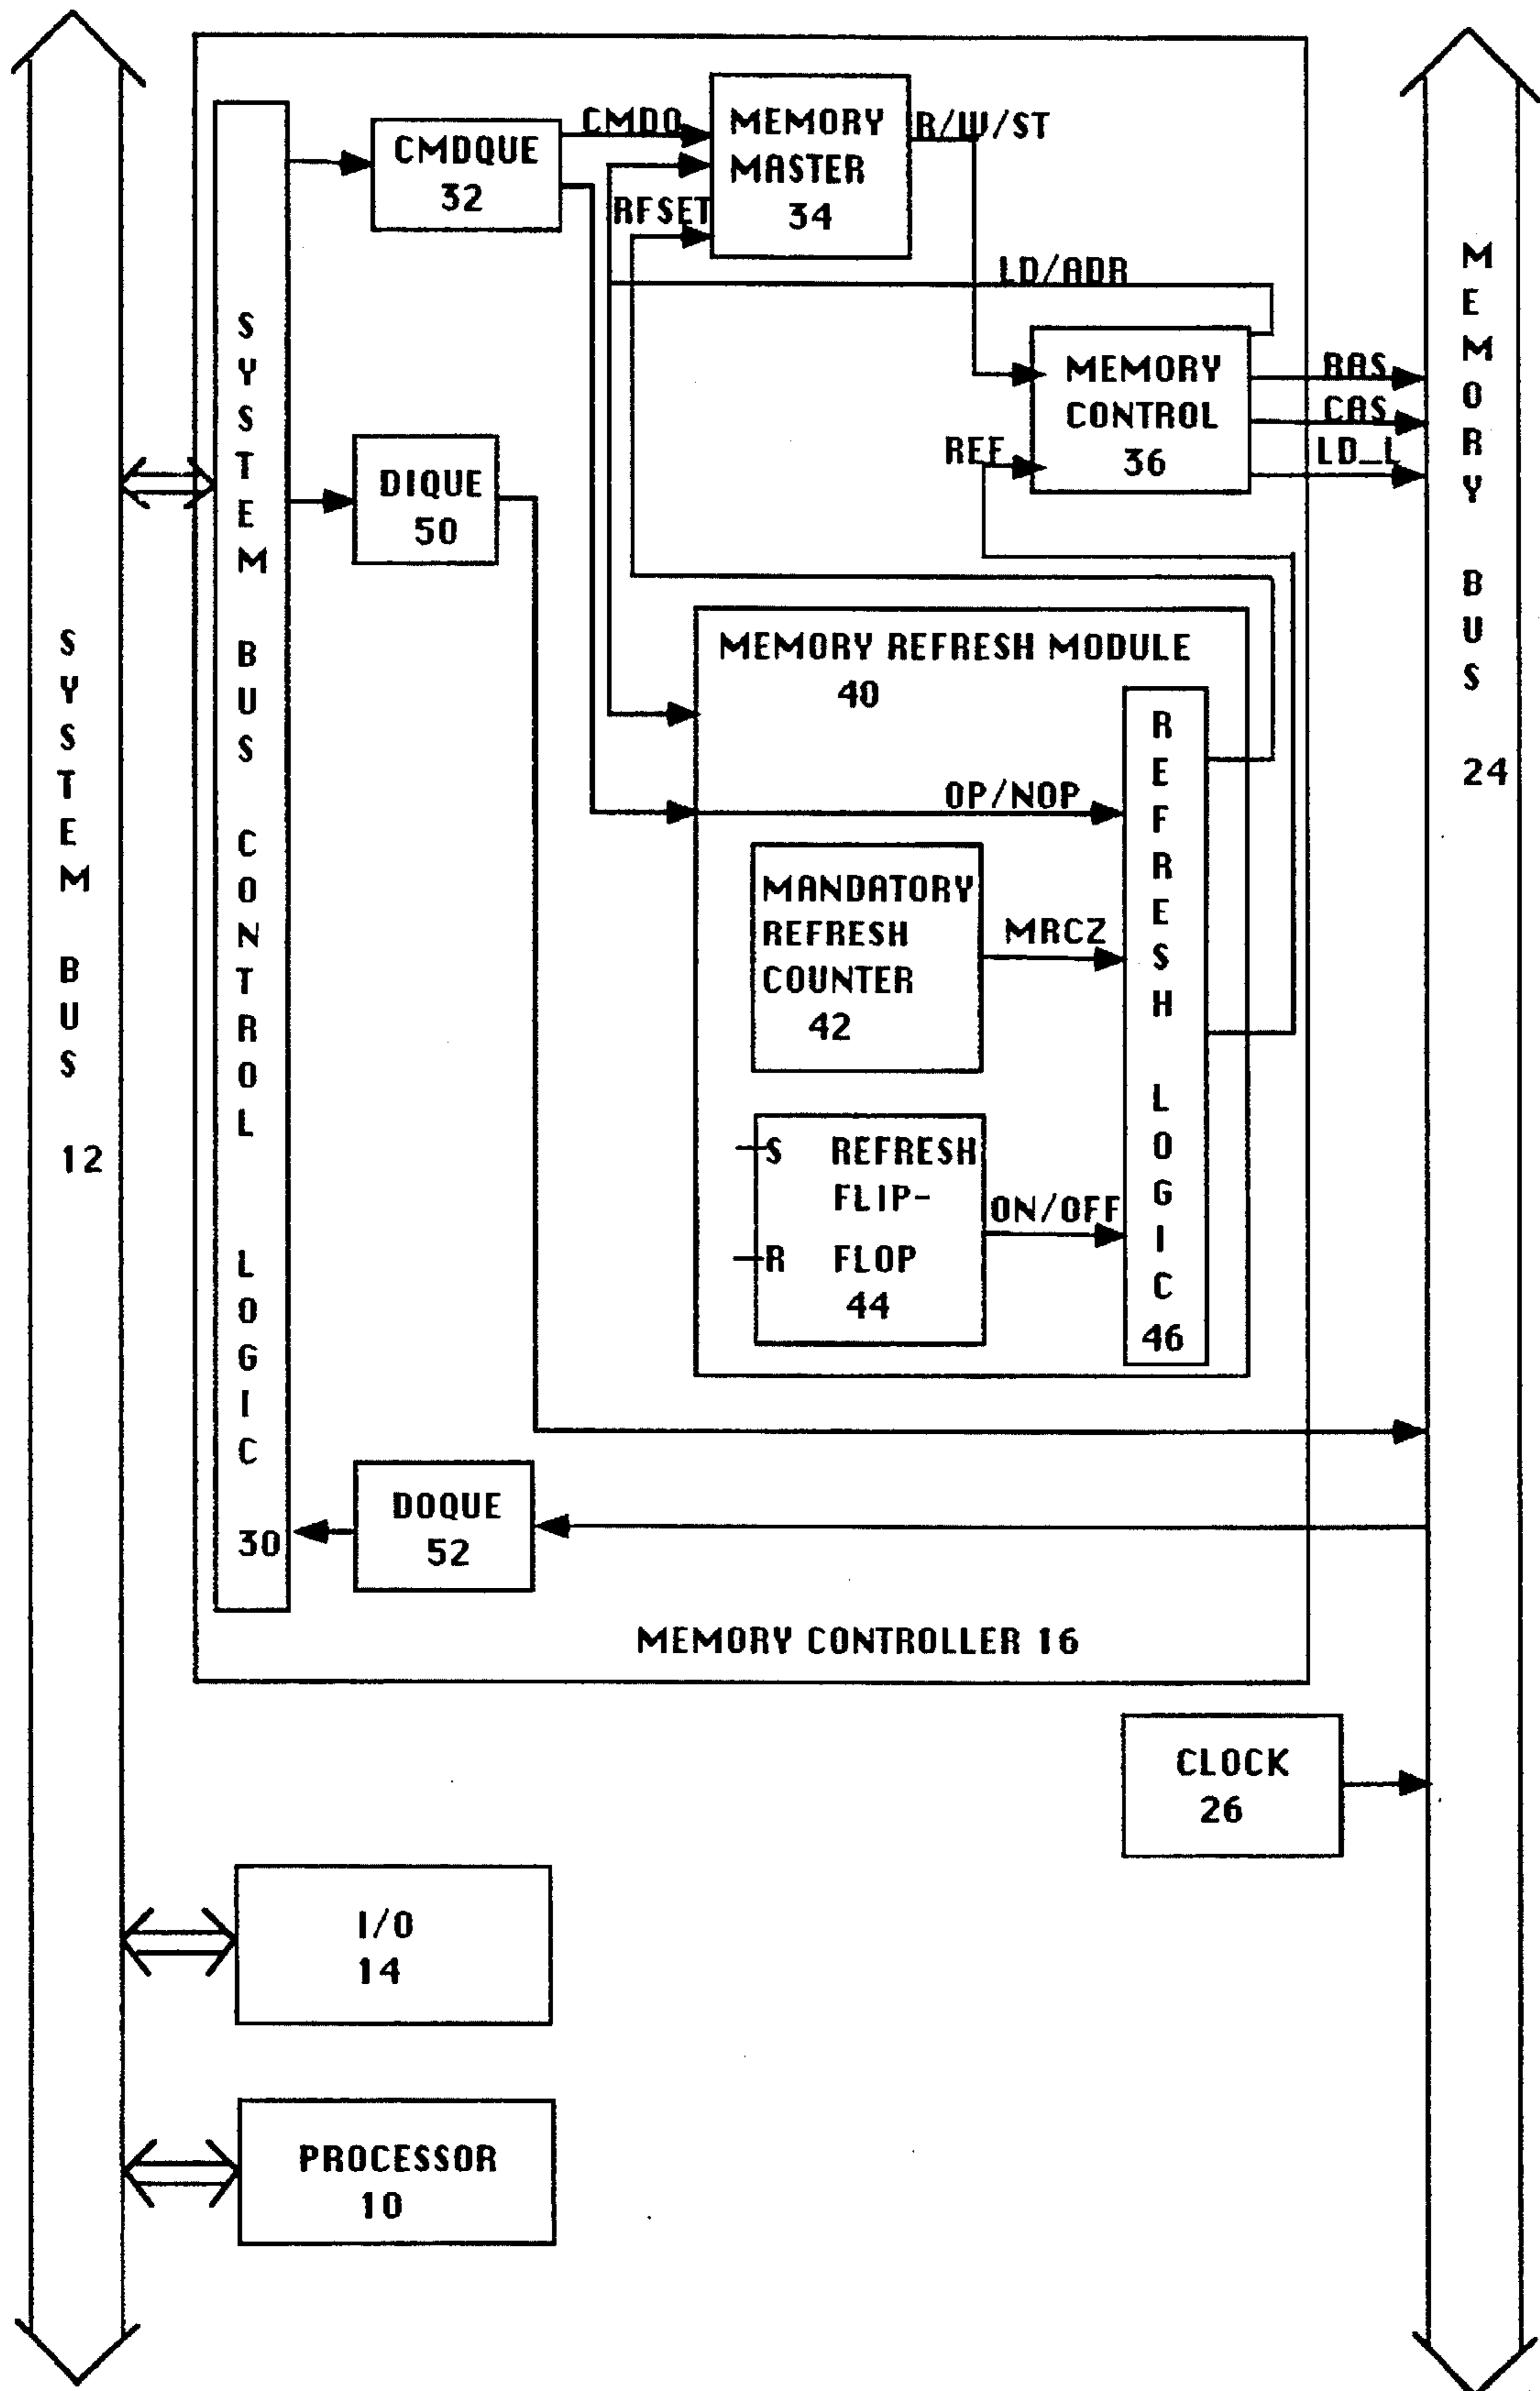 SYSTEM BUS
12
SYSTEM BUS CONTROL LOGIC
30
CMDQUE
32
CMDQ
MEMORY
MASTER
34
R/W/ST
RFSET
LD/ADR
MEMORY
CONTROL
36
REF
RAS
CAS
LD_L
MEMORY BUS
24
DIQUE
50
MEMORY REFRESH MODULE
40
OP/NOP
MANDATORY
REFRESH
COUNTER
42
MRCZ
S REFRESH
FLIP-
R FLOP
44
ON/OFF
REFRESH LOGIC
46
DOQUE
52
MEMORY CONTROLLER 16
CLOCK
26
I/O
14
PROCESSOR
10